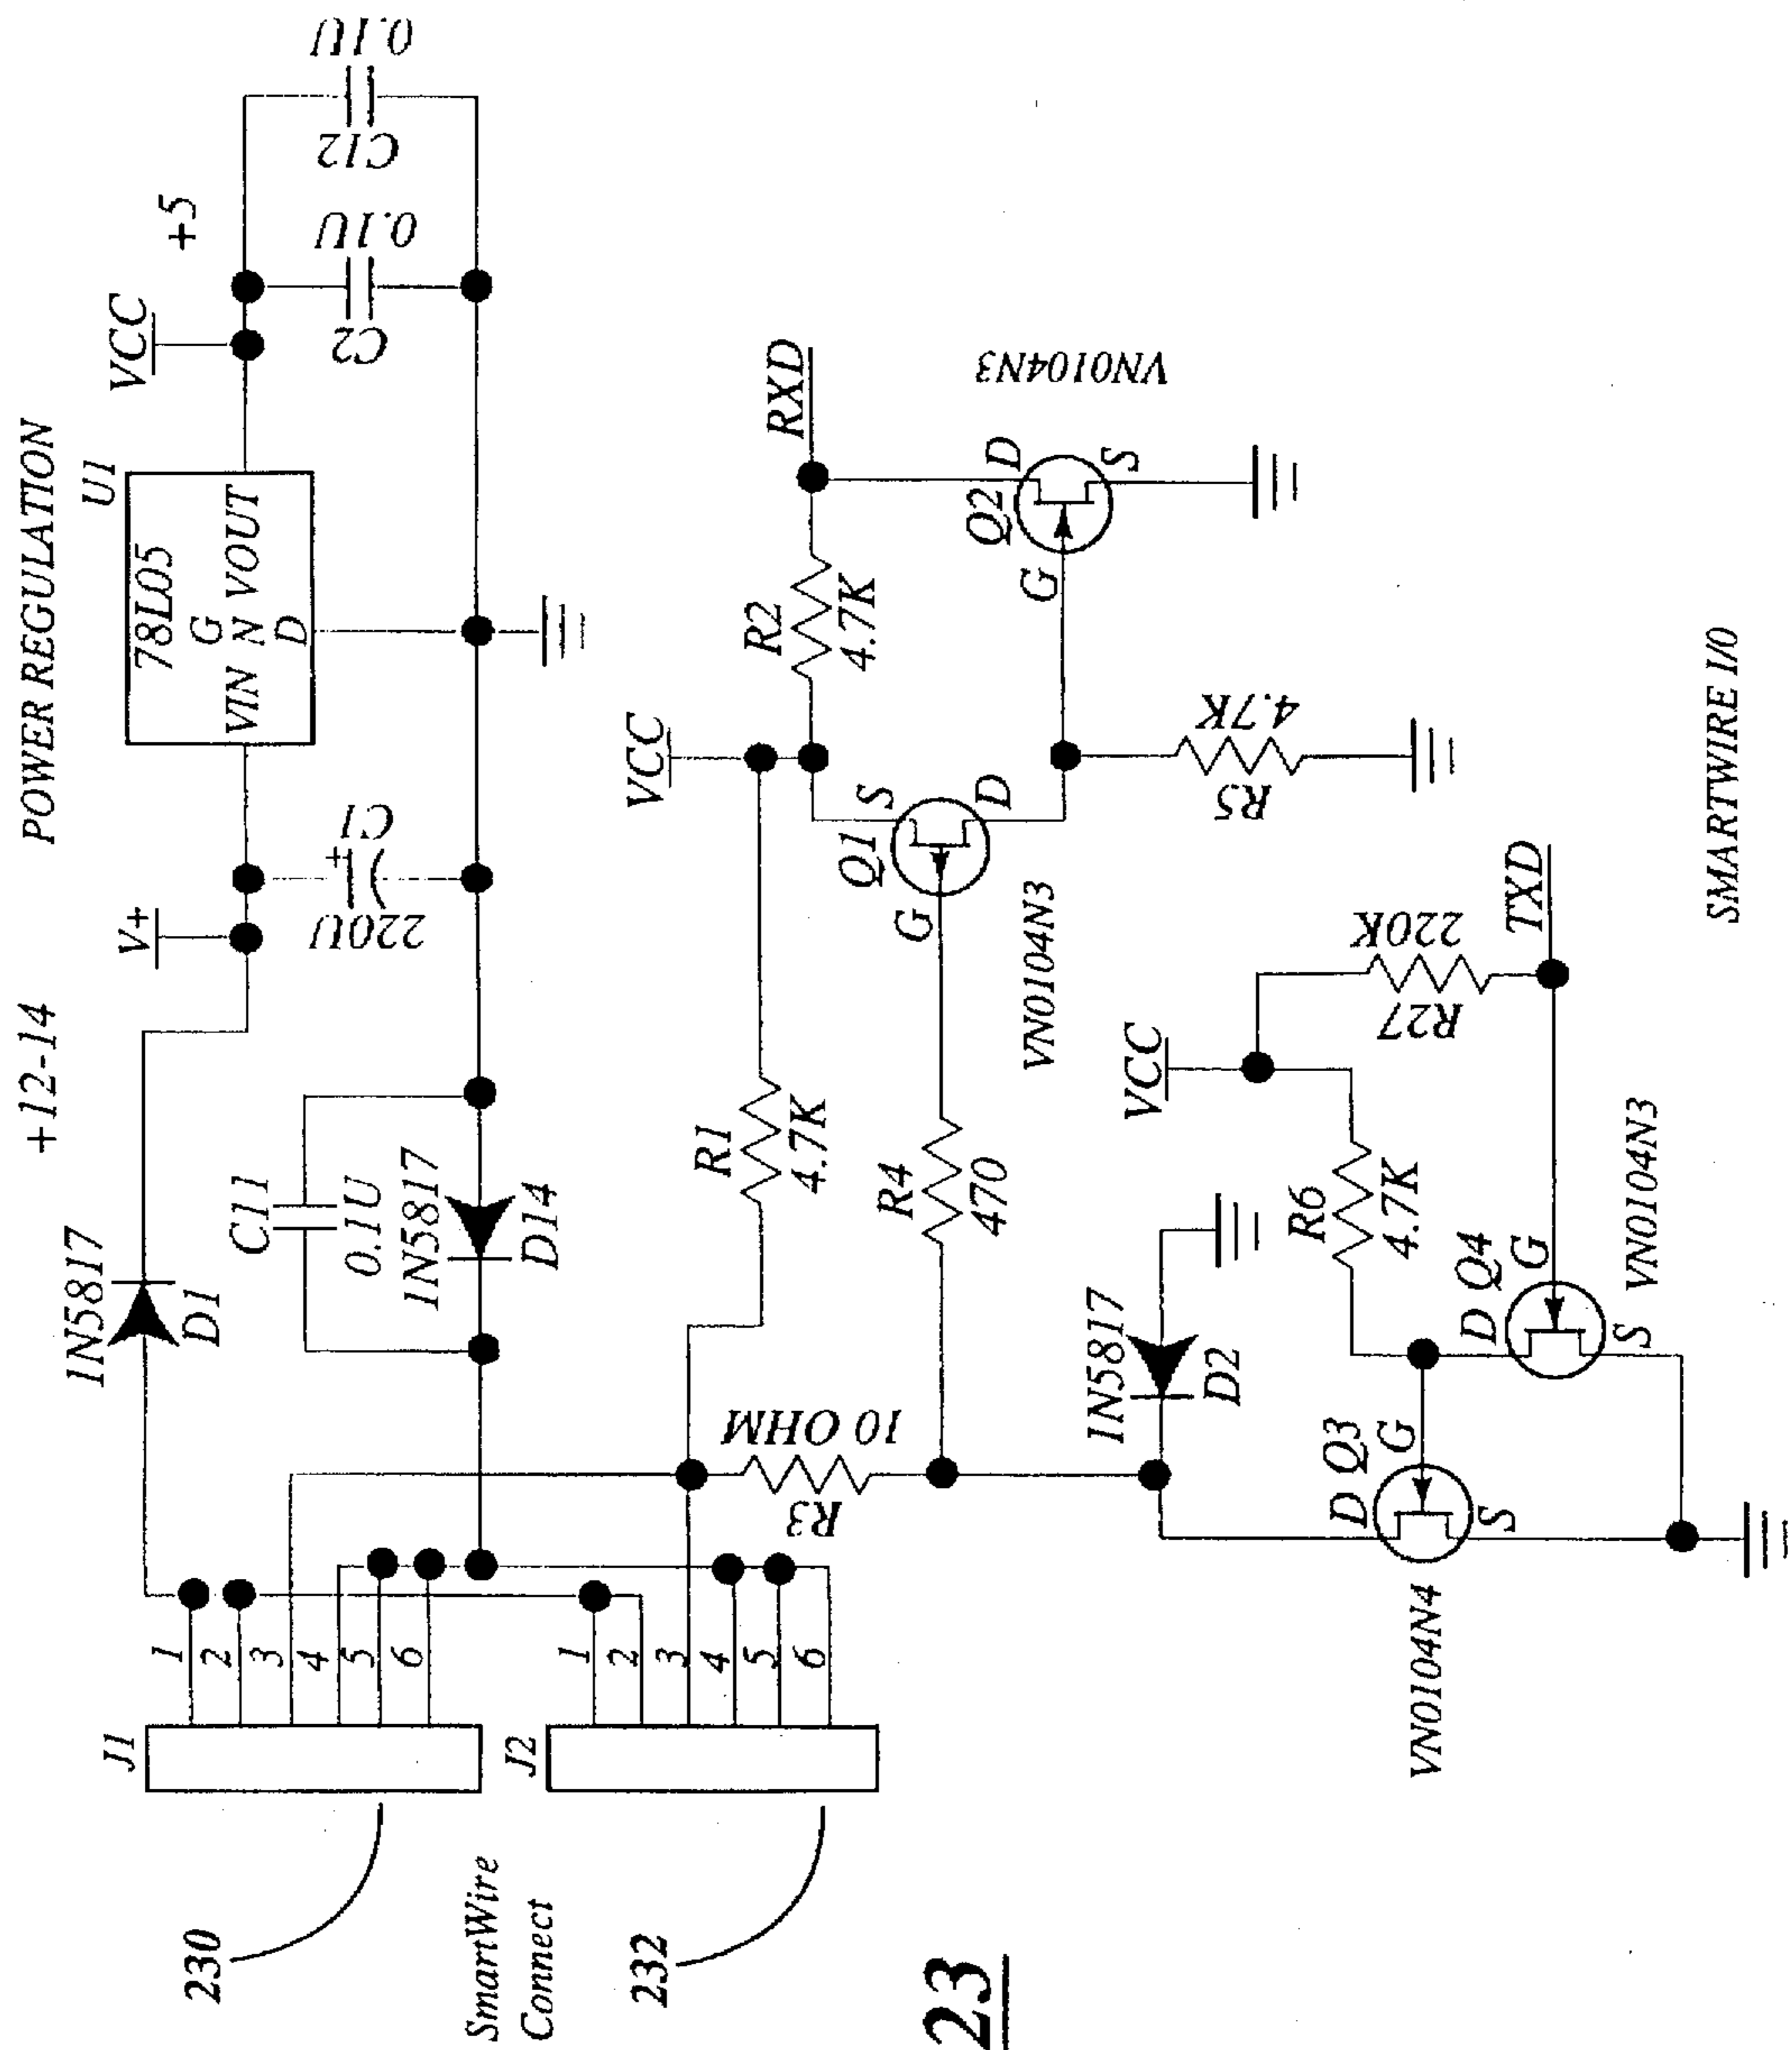 POWER REGULATION
+12-14
V+
VCC
+5
1N5817
D1
C11
0.1U
1N5817
D14
220U
C1
+
U1
78L05
G
VIN N VOUT
D
C2
0.1U
C12
0.1U
J1
1
2
3
4
5
6
J2
1
2
3
4
5
6
230
SmartWire
Connect
232
R1
4.7K
VCC
R2
4.7K
RXD
R3
10 OHM
R4
470
Q1
G
S
D
VN0104N3
R5
4.7K
Q2
G
D
S
VN0104N3
1N5817
D2
VCC
R6
4.7K
R27
220K
TXD
D Q3
G
S
VN0104N4
D Q4
G
S
VN0104N3
SMARTWIRE I/0
23